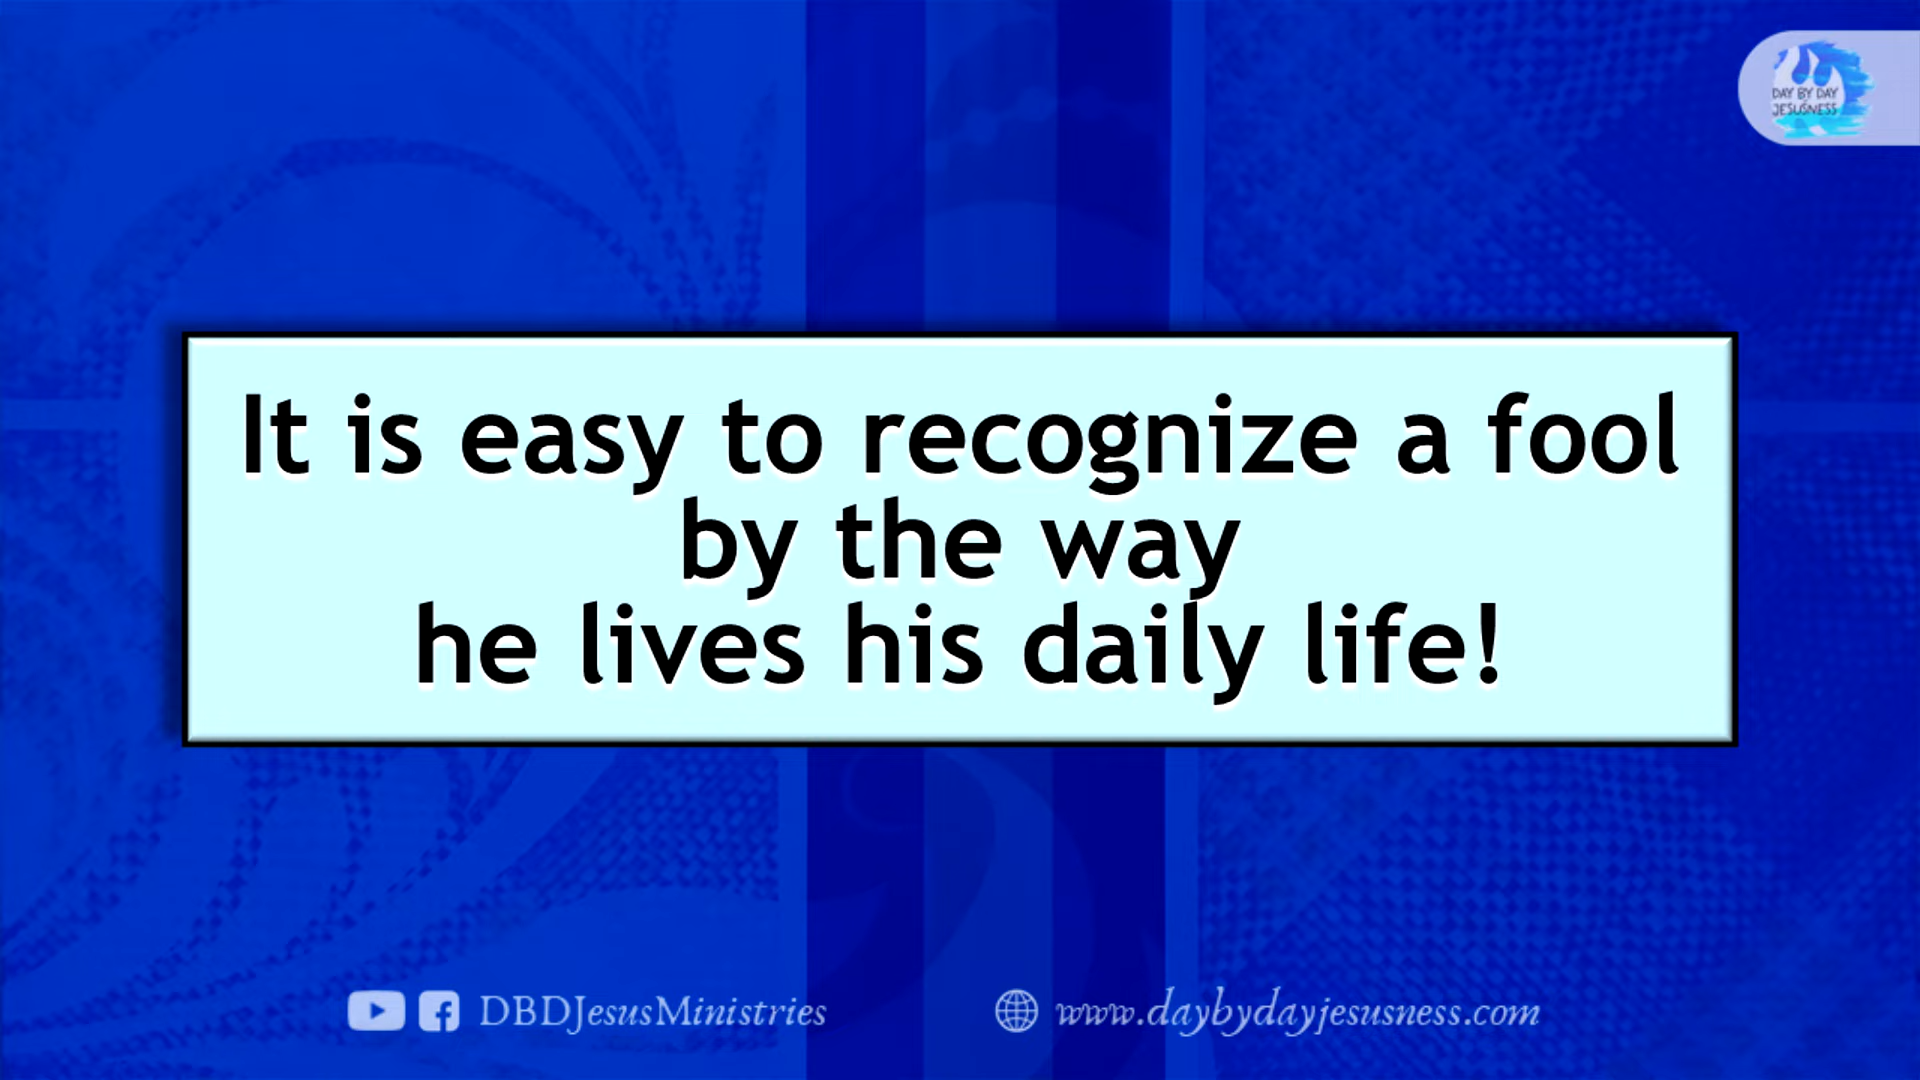 DAY BY DAY
JESUSNESS
It is easy to recognize a fool
by the way
he lives his daily life!
DBDJesusMinistries
www.daybydayjesusness.com